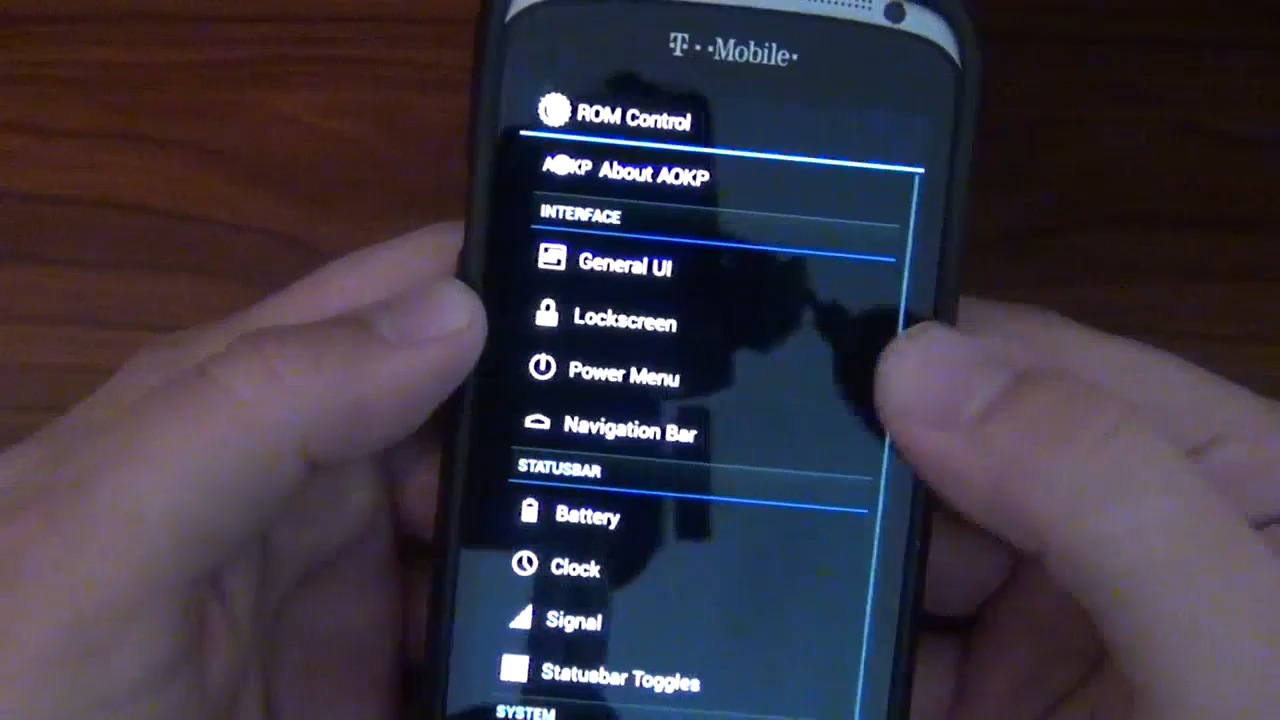 T··Mobile·
ROM Control
AOKP About AOKP
INTERFACE
General UI
Lockscreen
Power Menu
Navigation Bar
STATUSBAR
Battery
Clock
Signal
Statusbar Toggles
SYSTEM